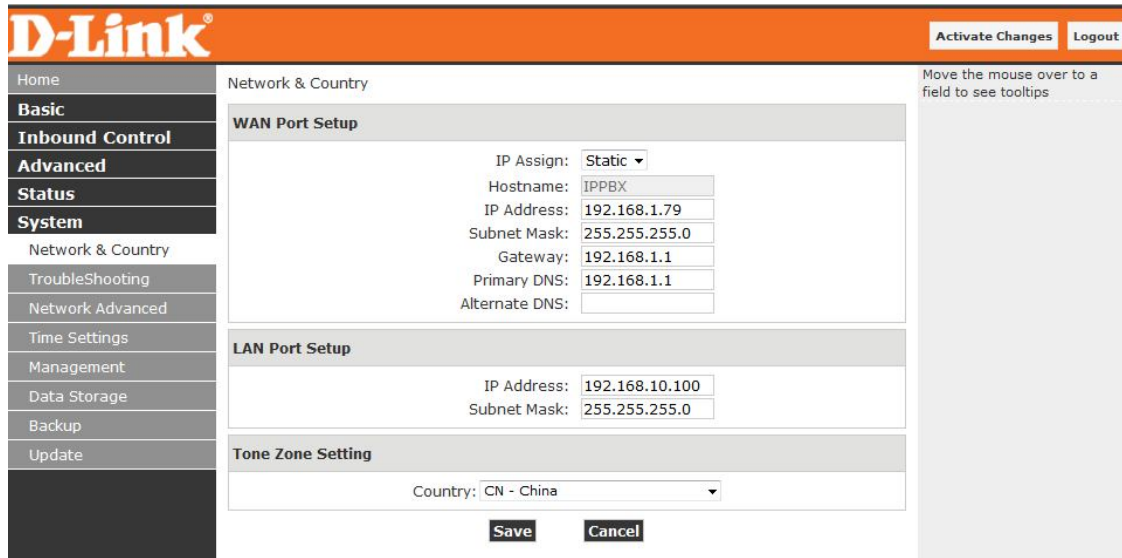 D-Link®
Activate Changes
Logout
Home
Basic
Inbound Control
Advanced
Status
System
Network & Country
TroubleShooting
Network Advanced
Time Settings
Management
Data Storage
Backup
Update
Network & Country
WAN Port Setup
IP Assign: Static
Hostname: IPPBX
IP Address: 192.168.1.79
Subnet Mask: 255.255.255.0
Gateway: 192.168.1.1
Primary DNS: 192.168.1.1
Alternate DNS:
LAN Port Setup
IP Address: 192.168.10.100
Subnet Mask: 255.255.255.0
Tone Zone Setting
Country: CN - China
Save
Cancel
Move the mouse over to a
field to see tooltips